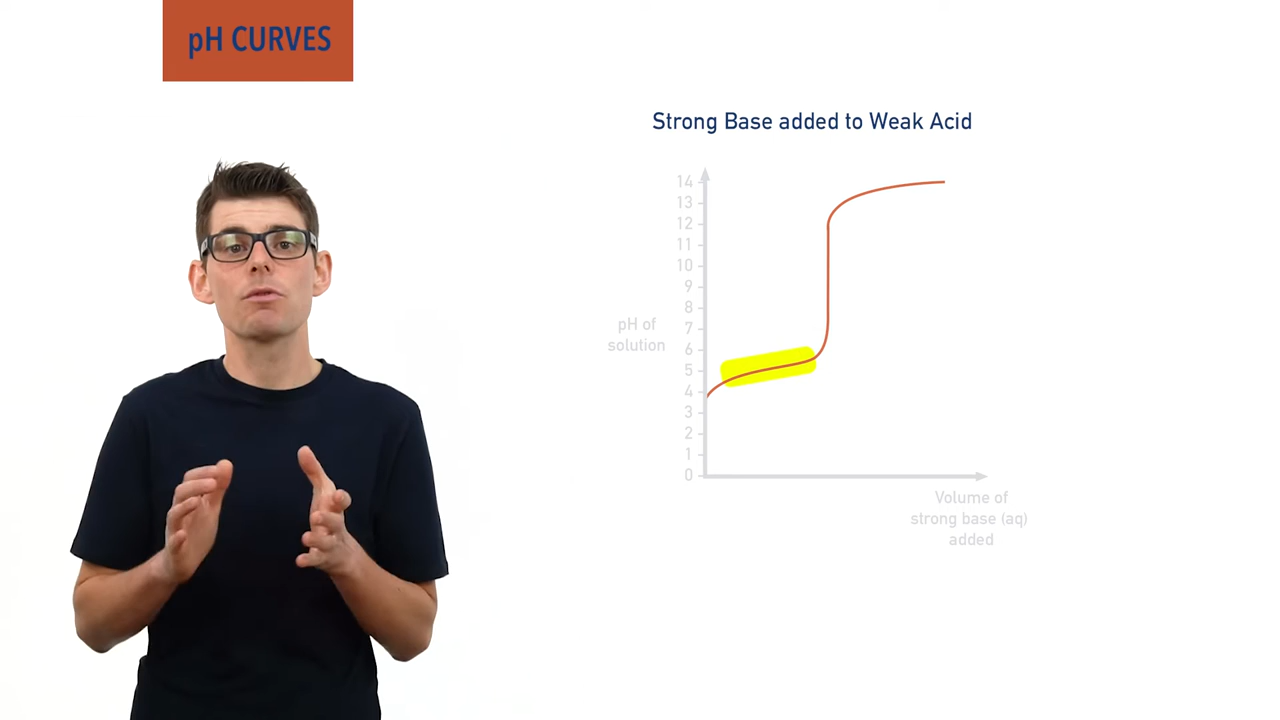 pH CURVES
Strong Base added to Weak Acid
14
13
12
11
10
9
8
7
6
5
4
3
2
1
0
pH of
solution
Volume of
strong base (aq)
added